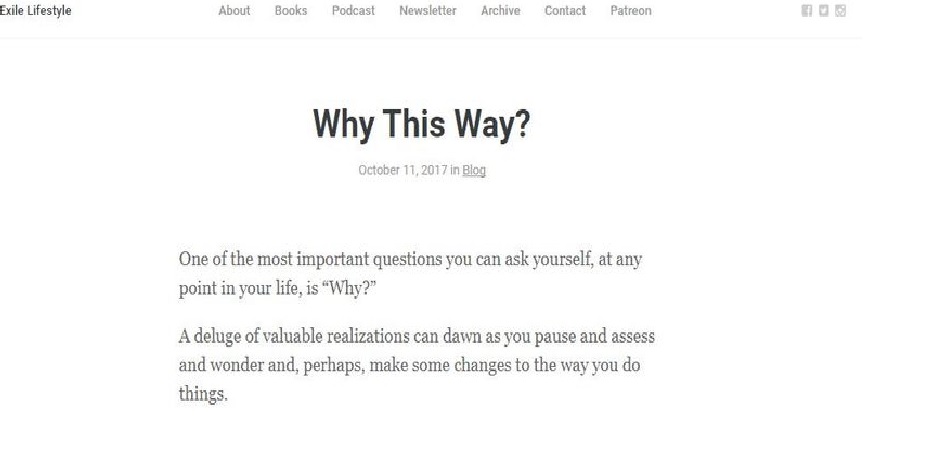 Exile Lifestyle About Books Podcast Newsletter Archive Contact Patreon
Why This Way?
October 11, 2017 in Blog
One of the most important questions you can ask yourself, at any
point in your life, is “Why?”
A deluge of valuable realizations can dawn as you pause and assess
and wonder and, perhaps, make some changes to the way you do
things.